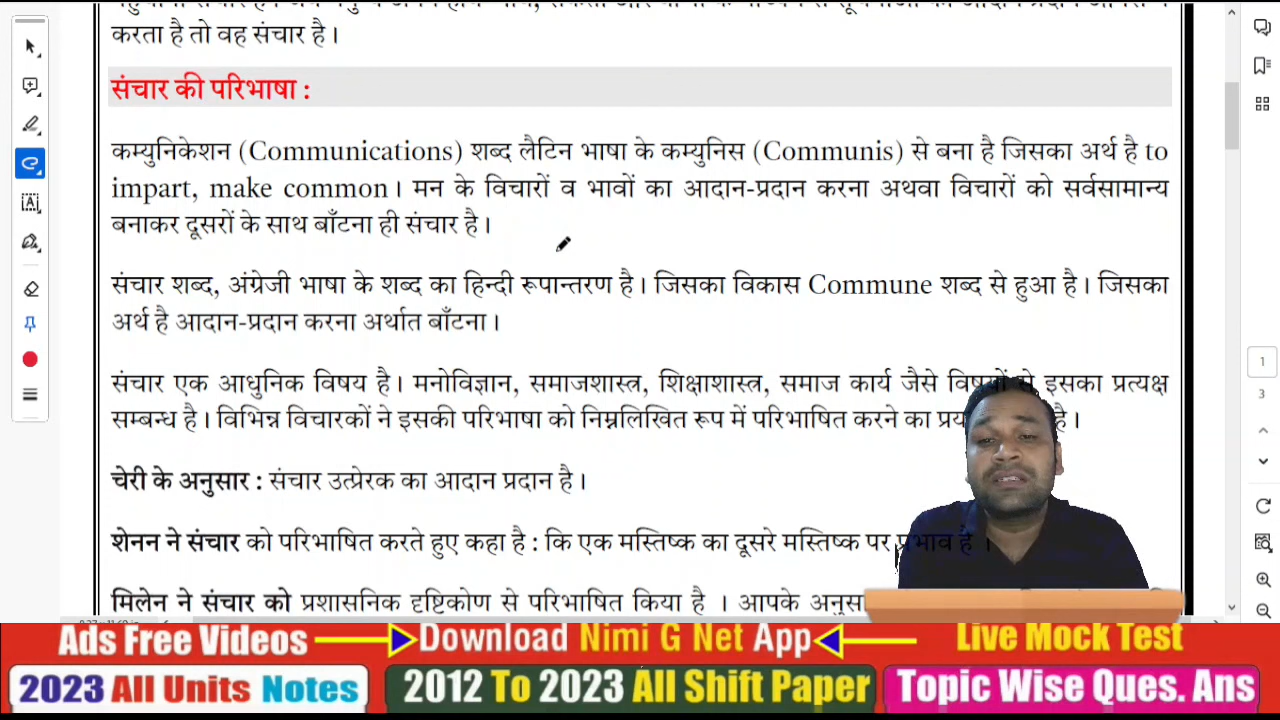 करता है तो वह संचार है।
संचार की परिभाषा :
कम्युनिकेशन (Communications) शब्द लैटिन भाषा के कम्युनिस (Communis) से बना है जिसका अर्थ है to
impart, make common। मन के विचारों व भावों का आदान-प्रदान करना अथवा विचारों को सर्वसामान्य
बनाकर दूसरों के साथ बाँटना ही संचार है।
संचार शब्द, अंग्रेजी भाषा के शब्द का हिन्दी रूपान्तरण है। जिसका विकास Commune शब्द से हुआ है। जिसका
अर्थ है आदान-प्रदान करना अर्थात बाँटना।
संचार एक आधुनिक विषय है। मनोविज्ञान, समाजशास्त्र, शिक्षाशास्त्र, समाज कार्य जैसे विषयों से इसका प्रत्यक्ष
सम्बन्ध है। विभिन्न विचारकों ने इसकी परिभाषा को निम्नलिखित रूप में परिभाषित करने का है।
चेरी के अनुसार : संचार उत्प्रेरक का आदान प्रदान है।
शेनन ने संचार को परिभाषित करते हुए कहा है : कि एक मस्तिष्क का दूसरे मस्तिष्क पर प्रभाव है ।
मिलेन ने संचार को प्रशासनिक दृष्टिकोण से परिभाषित किया है । आपके
1
3
Ads Free Videos Download Nimi G Net App Live Mock Test
2023 All Units Notes 2012 To 2023 All Shift Paper Topic Wise Ques. Ans